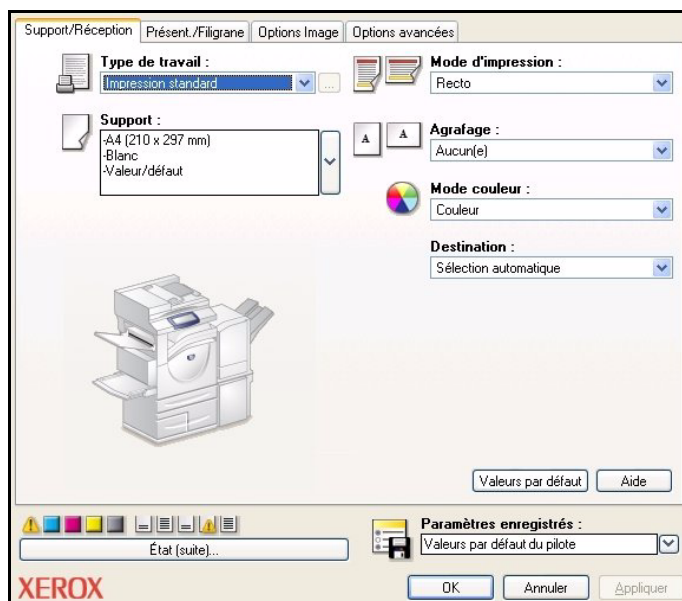 Support/Réception Présent./Filigrane Options Image Options avancées
Type de travail :
Impression standard
...
Support :
-A4 (210 x 297 mm)
-Blanc
-Valeur/défaut
Mode d'impression :
Recto
A A
Agrafage :
Aucun(e)
Mode couleur :
Couleur
Destination :
Sélection automatique
Valeurs par défaut Aide
État (suite)...
Paramètres enregistrés :
Valeurs par défaut du pilote
XEROX
OK Annuler Appliquer